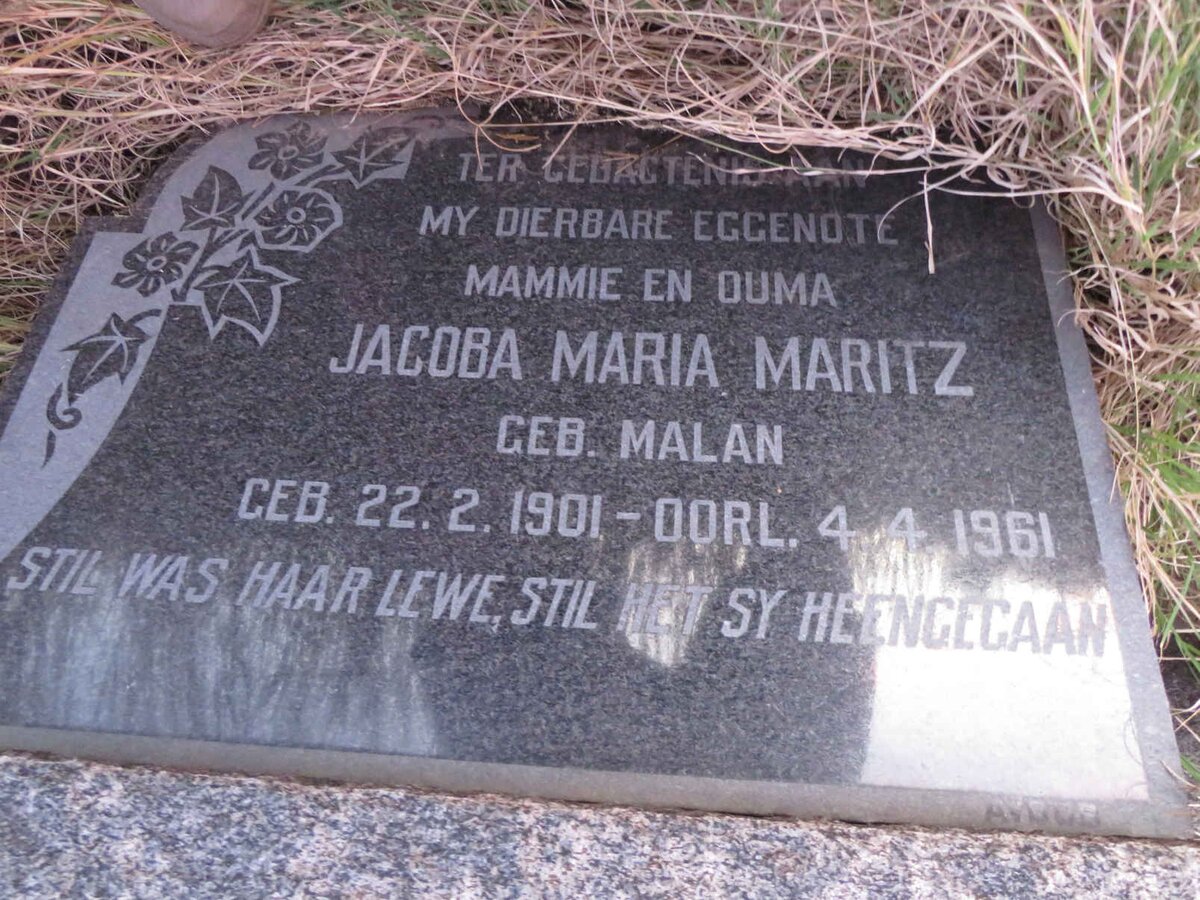 TER GEDAGTENIS AAN
MY DIERBARE EGGENOTE
MAMMIE EN OUMA
JACOBA MARIA MARITZ
GEB. MALAN
GEB. 22. 2. 1901 - OORL. 4. 4. 1961
STIL WAS HAAR LEWE, STIL HET SY HEENGEGAAN